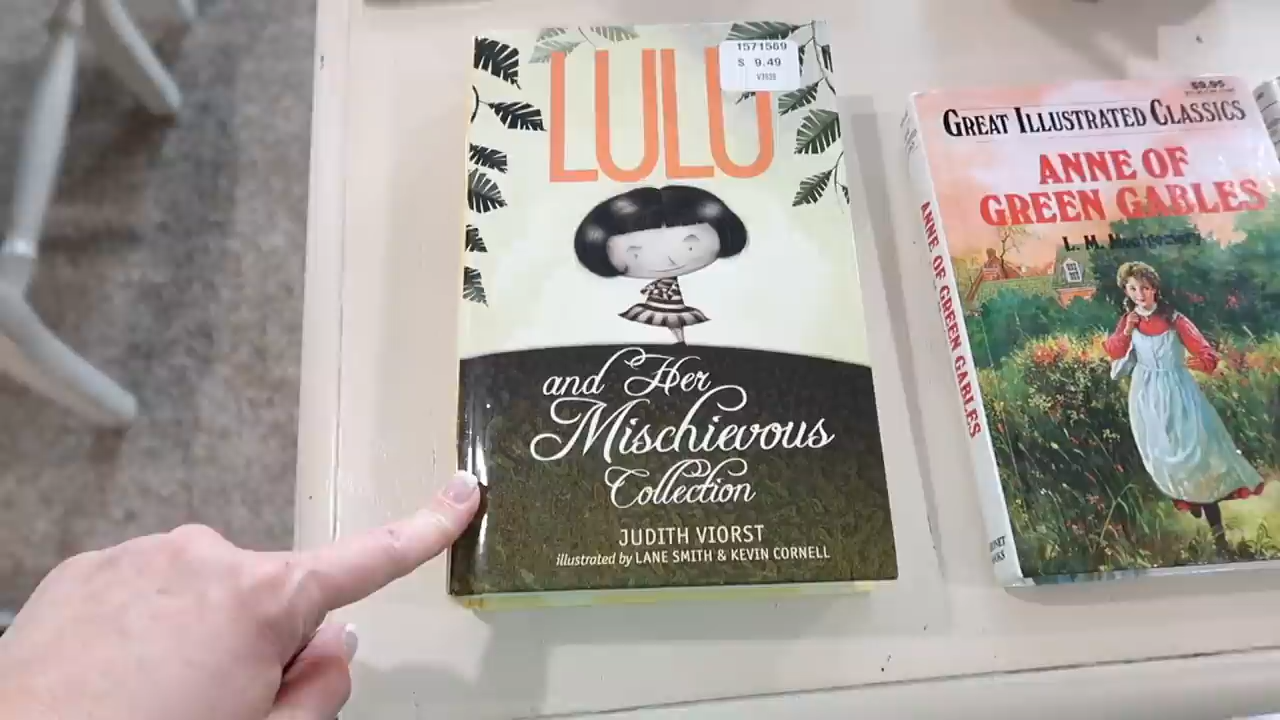 1571569
$ 9.49
V3535
LULU
and Her
Mischievous
Collection
JUDITH VIORST
illustrated by LANE SMITH & KEVIN CORNELL
$9.95
GREAT ILLUSTRATED CLASSICS
ANNE OF
GREEN GABLES
L. M. Montgomery
ANNE OF GREEN GABLES